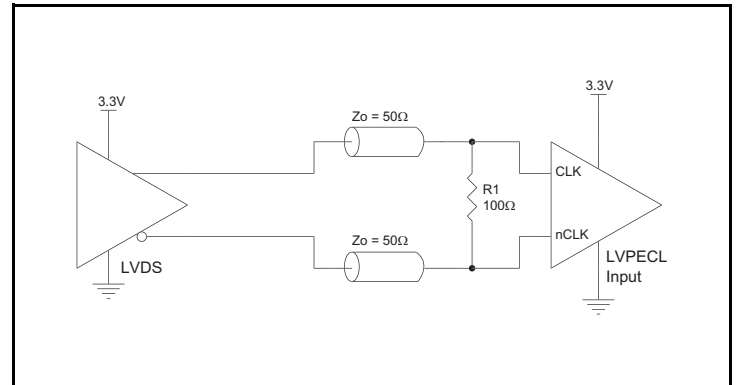 3.3V
3.3V
Zo = 50Ω
CLK
R1
100Ω
nCLK
Zo = 50Ω
LVDS
LVPECL
Input